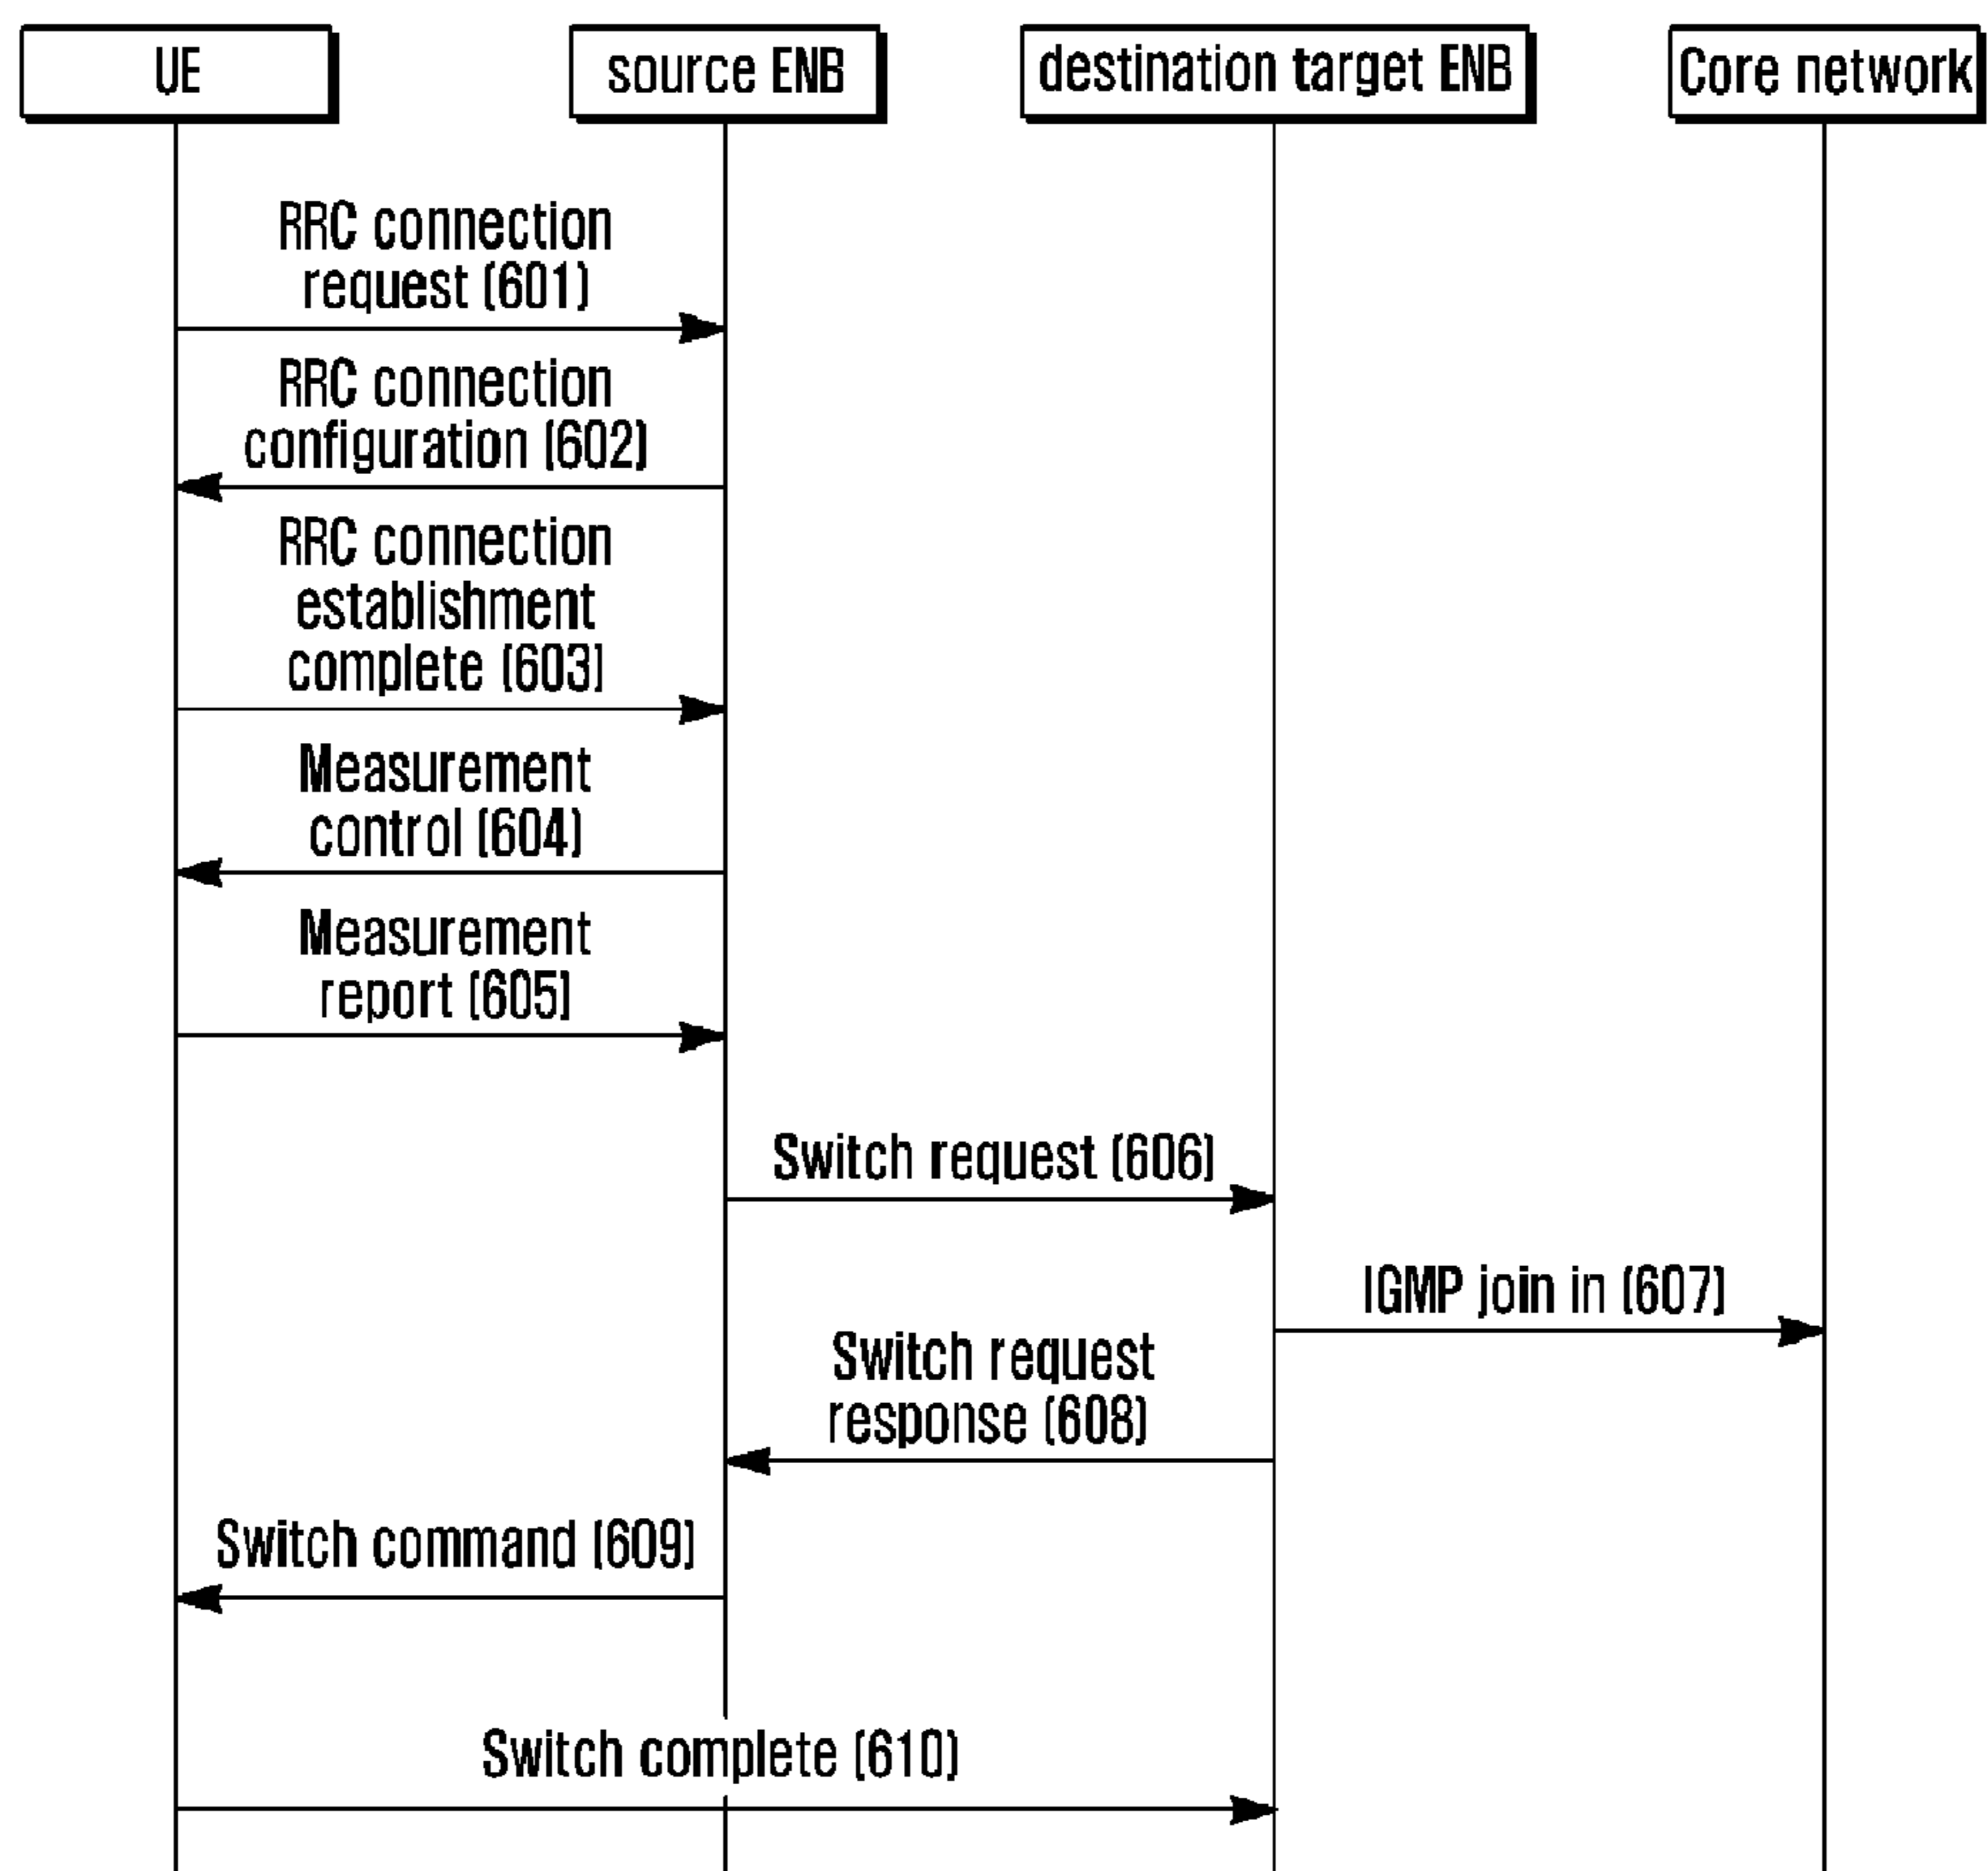 UE
source ENB
destination target ENB
Core network
RRC connection
request (601)
RRC connection
configuration (602)
RRC connection
establishment
complete (603)
Measurement
control (604)
Measurement
report (605)
Switch request (606)
IGMP join in (607)
Switch request
response (608)
Switch command (609)
Switch complete (610)